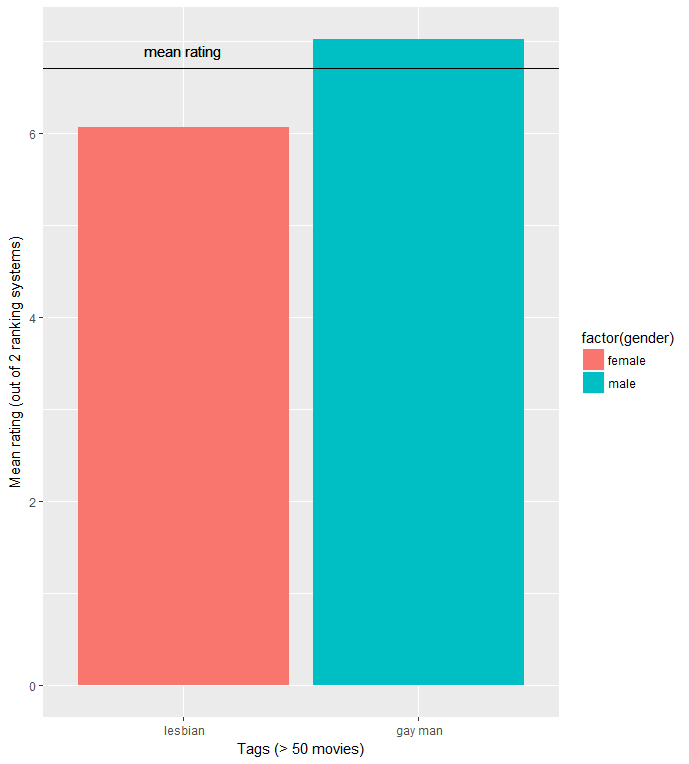 mean rating
6
4
2
0
Mean rating (out of 2 ranking systems)
lesbian
gay man
Tags (> 50 movies)
factor(gender)
female
male